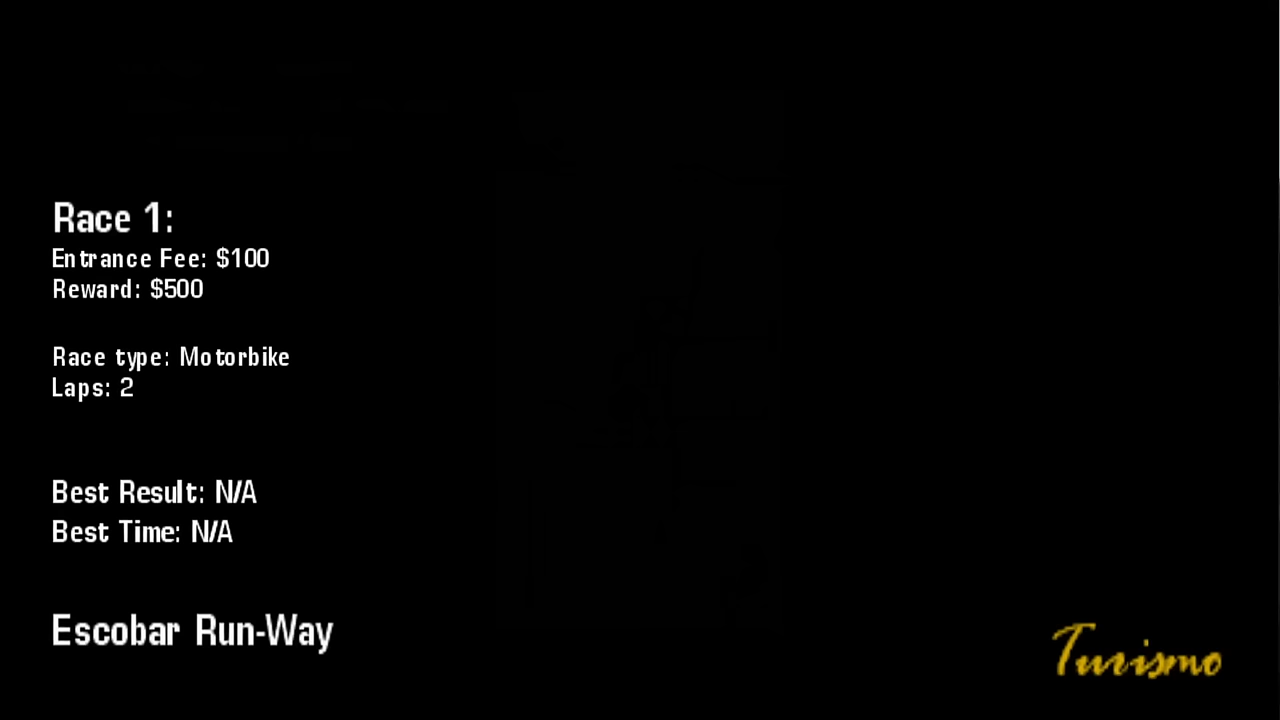 Race 1:
Entrance Fee: $100
Reward: $500
Race type: Motorbike
Laps: 2
Best Result: N/A
Best Time: N/A
Escobar Run-Way
Turismo